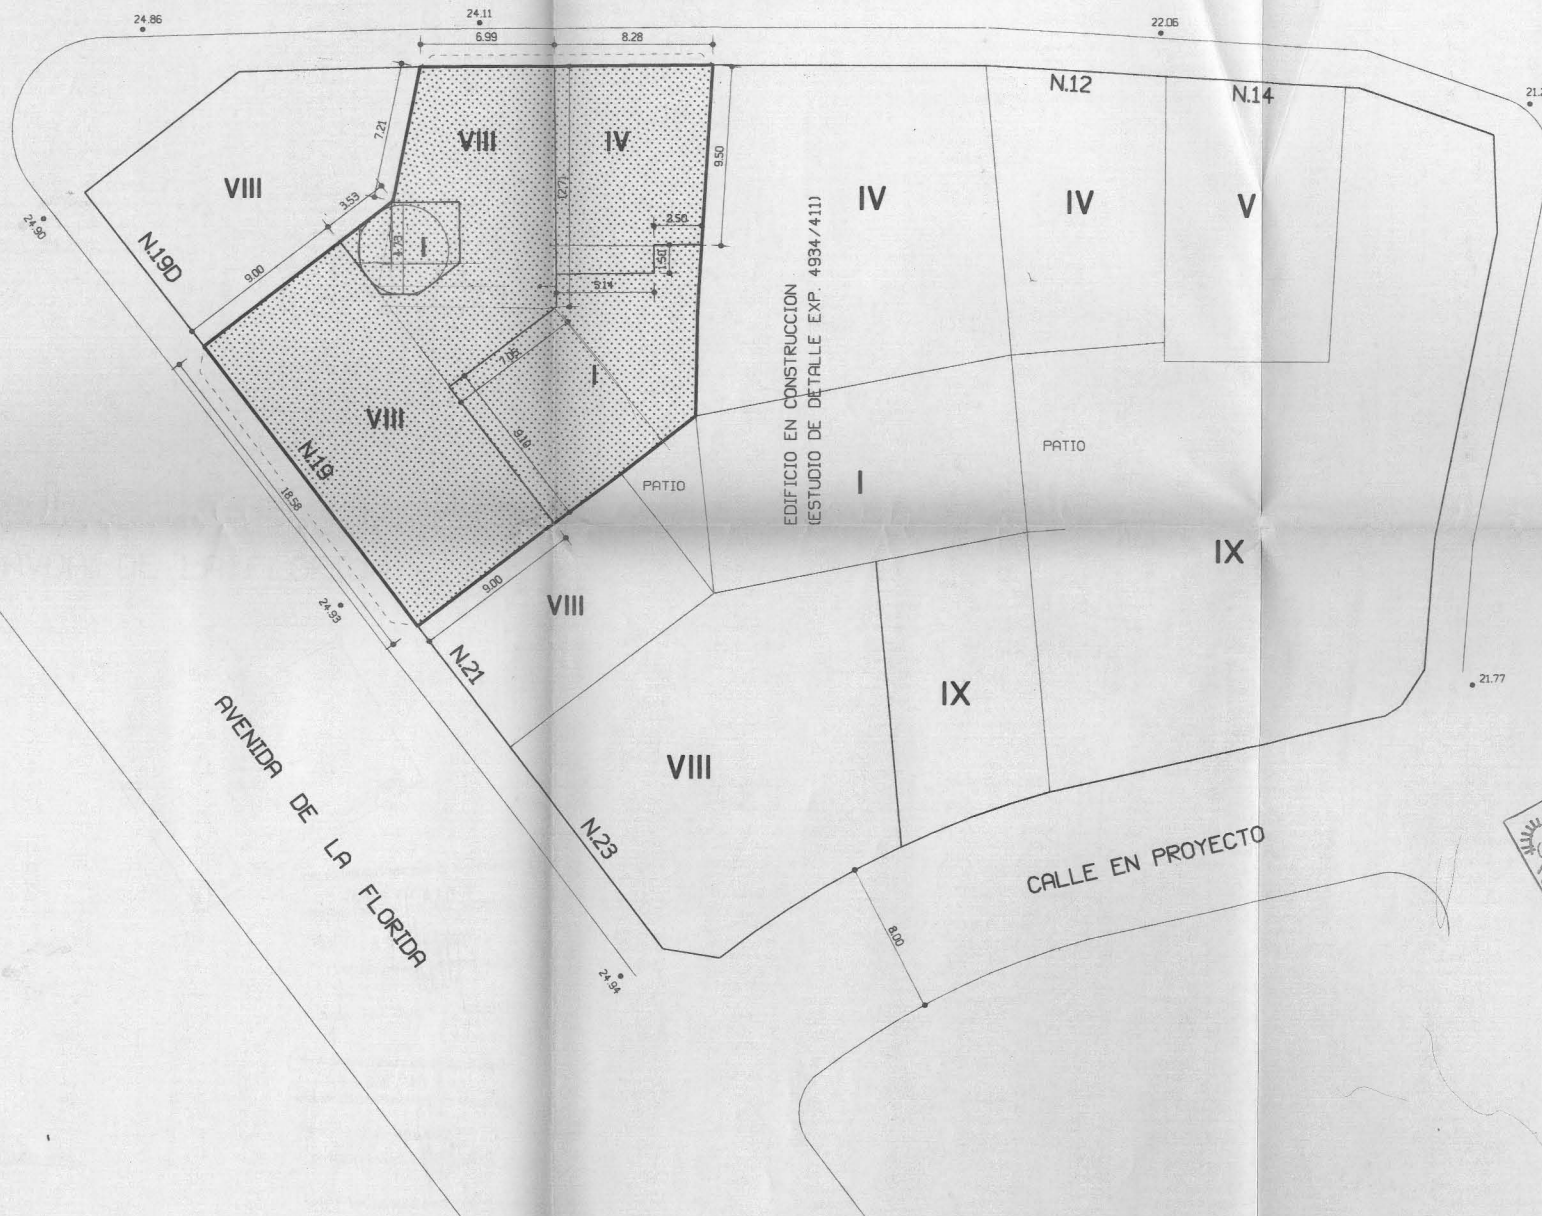 24.86
24.11
22.06
6.99
8.28
N.12
N.14
7.21
VIII
IV
9.50
VIII
3.53
IV
IV
V
24.90
2.50
N.19D
4.73
I
1.50
9.00
5.14
EDIFICIO EN CONSTRUCCION
(ESTUDIO DE DETALLE EXP. 4934/411)
7.05
I
VIII
9.10
N.19
PATIO
PATIO
I
18.58
IX
9.00
24.93
VIII
N.21
IX
21.77
AVENIDA DE LA FLORIDA
VIII
N.23
CALLE EN PROYECTO
8.00
24.94